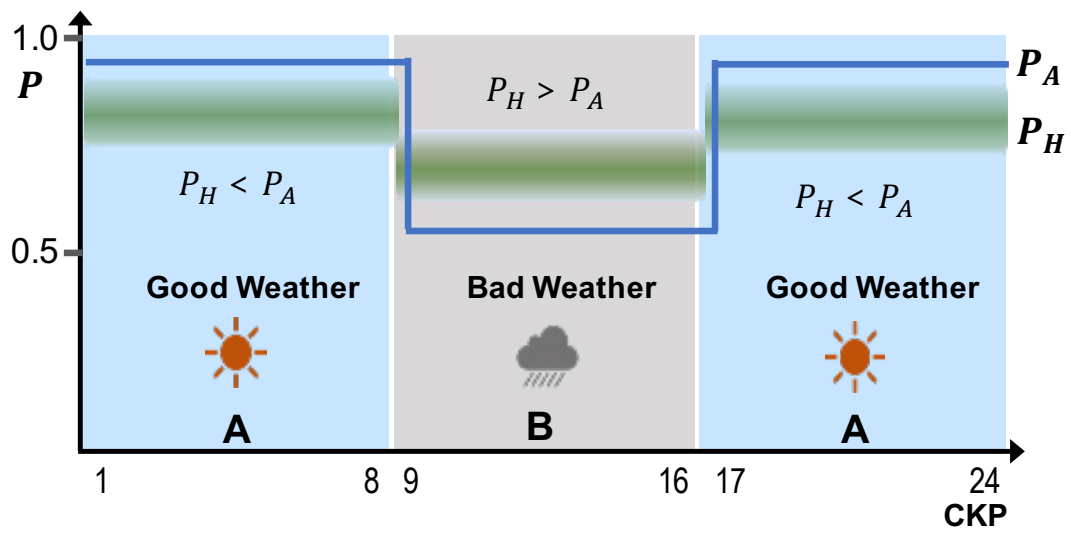 1.0
P
P_H > P_A
P_A
P_H
P_H < P_A
P_H < P_A
0.5
Good Weather Bad Weather Good Weather
A B A
1 8 9 16 17 24
CKP